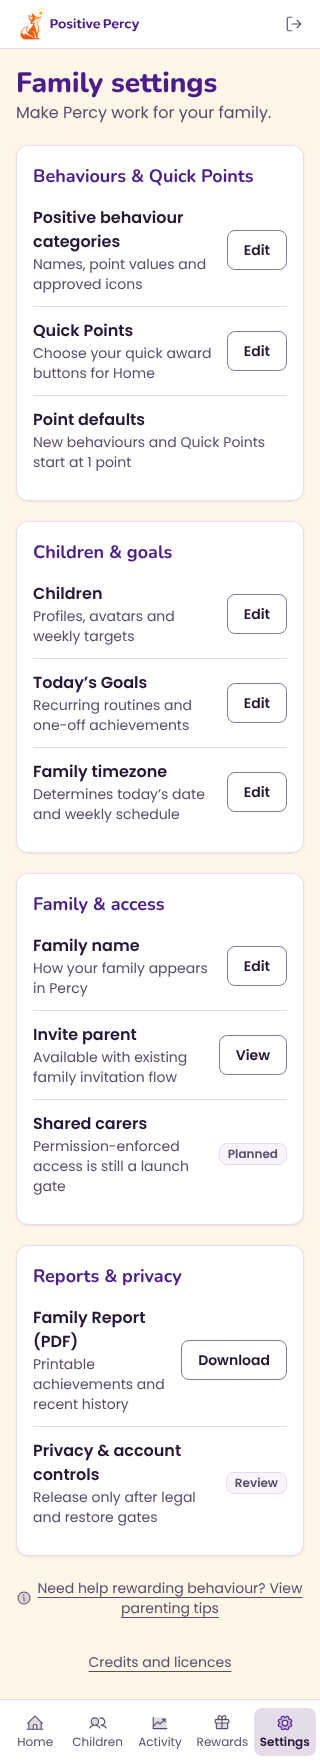 Positive Percy
Family settings
Make Percy work for your family.
Behaviours & Quick Points
Positive behaviour
categories
Names, point values and
approved icons
Edit
Quick Points
Choose your quick award
buttons for Home
Edit
Point defaults
New behaviours and Quick Points
start at 1 point
Children & goals
Children
Profiles, avatars and
weekly targets
Edit
Today’s Goals
Recurring routines and
one-off achievements
Edit
Family timezone
Determines today’s date
and weekly schedule
Edit
Family & access
Family name
How your family appears
in Percy
Edit
Invite parent
Available with existing
family invitation flow
View
Shared carers
Permission-enforced
access is still a launch
gate
Planned
Reports & privacy
Family Report
(PDF)
Printable
achievements and
recent history
Download
Privacy & account
controls
Release only after legal
and restore gates
Review
Need help rewarding behaviour? View
parenting tips
Credits and licences
Home
Children
Activity
Rewards
Settings